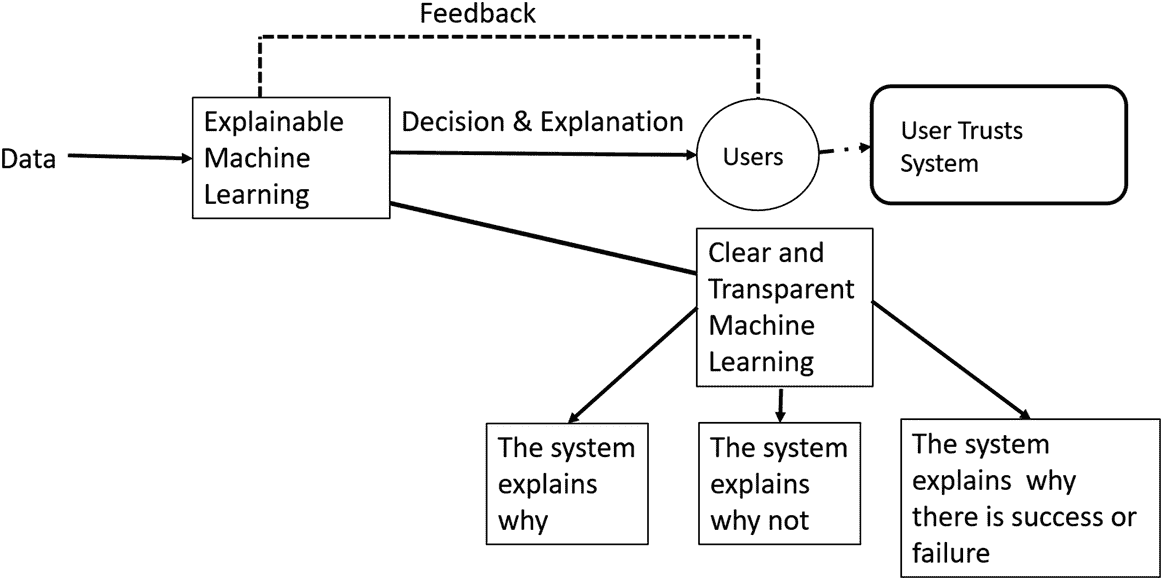 Feedback
Data
Explainable
Machine
Learning
Decision & Explanation
Users
User Trusts
System
Clear and
Transparent
Machine
Learning
The system
explains
why
The system
explains
why not
The system
explains  why
there is success or
failure